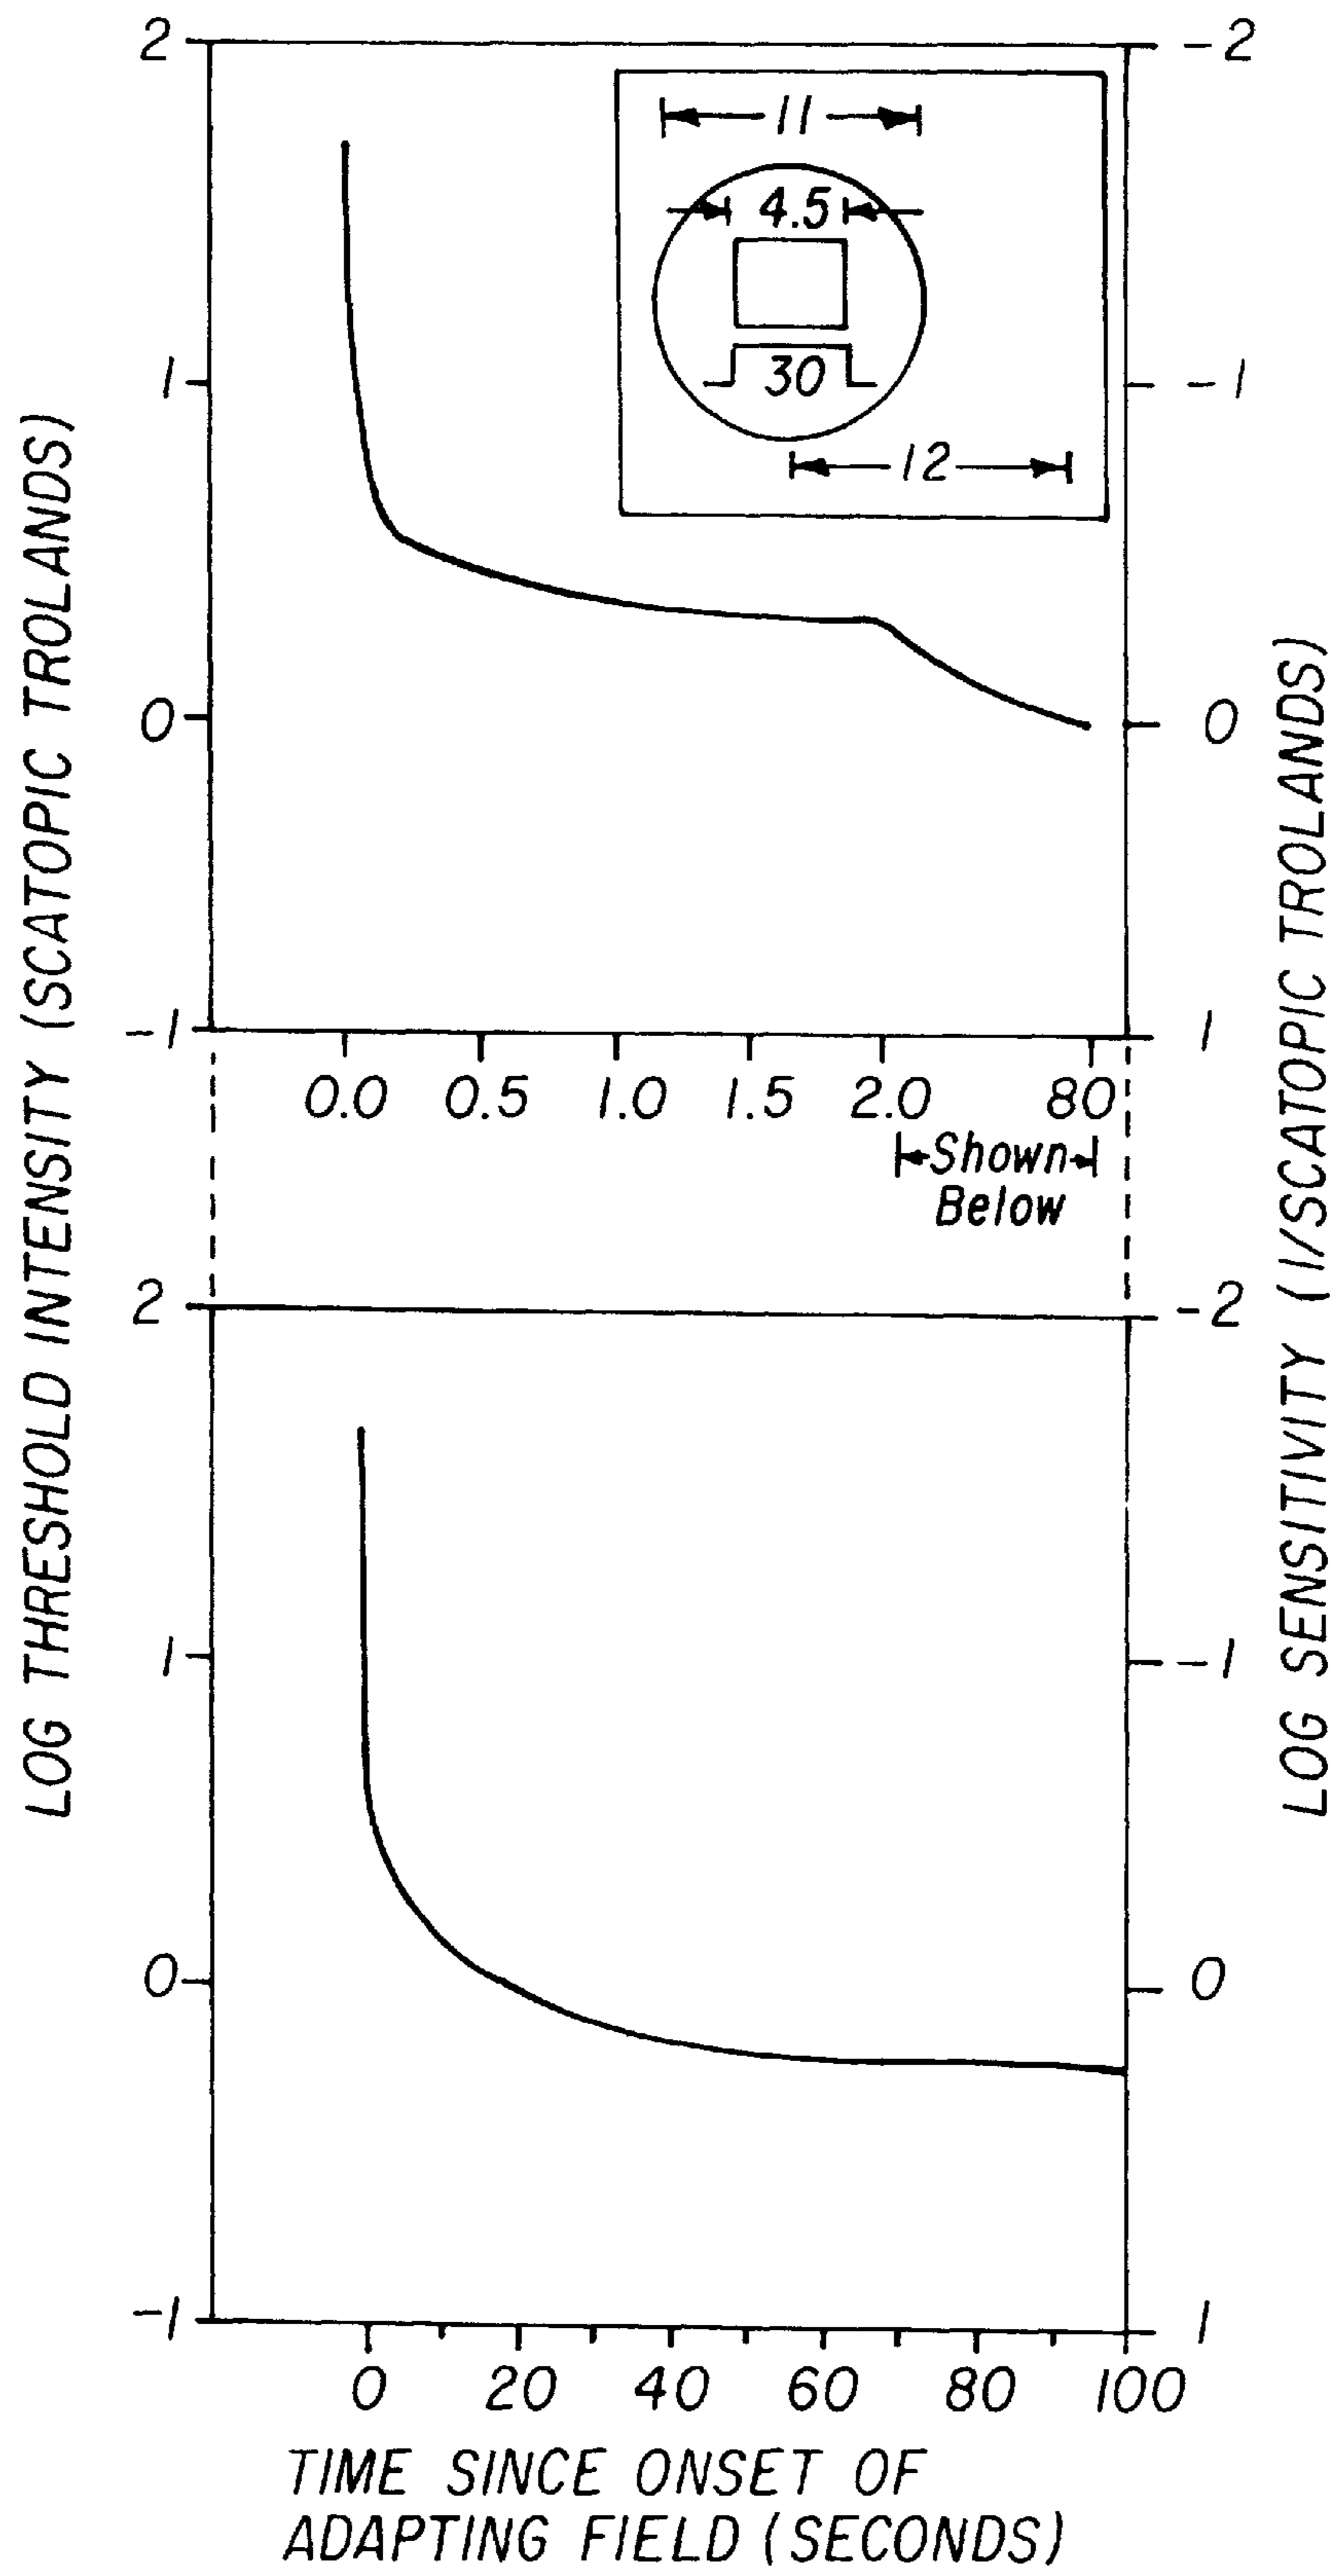 LOG THRESHOLD INTENSITY (SCATOPIC TROLANDS)
2
1
0
-1
-2
-1
0
1
11
4.5
30
12
0.0 0.5 1.0 1.5 2.0 80
Shown
Below
2
1
0
-1
-2
-1
0
1
0 20 40 60 80 100
TIME SINCE ONSET OF
ADAPTING FIELD (SECONDS)
LOG SENSITIVITY (1/SCATOPIC TROLANDS)